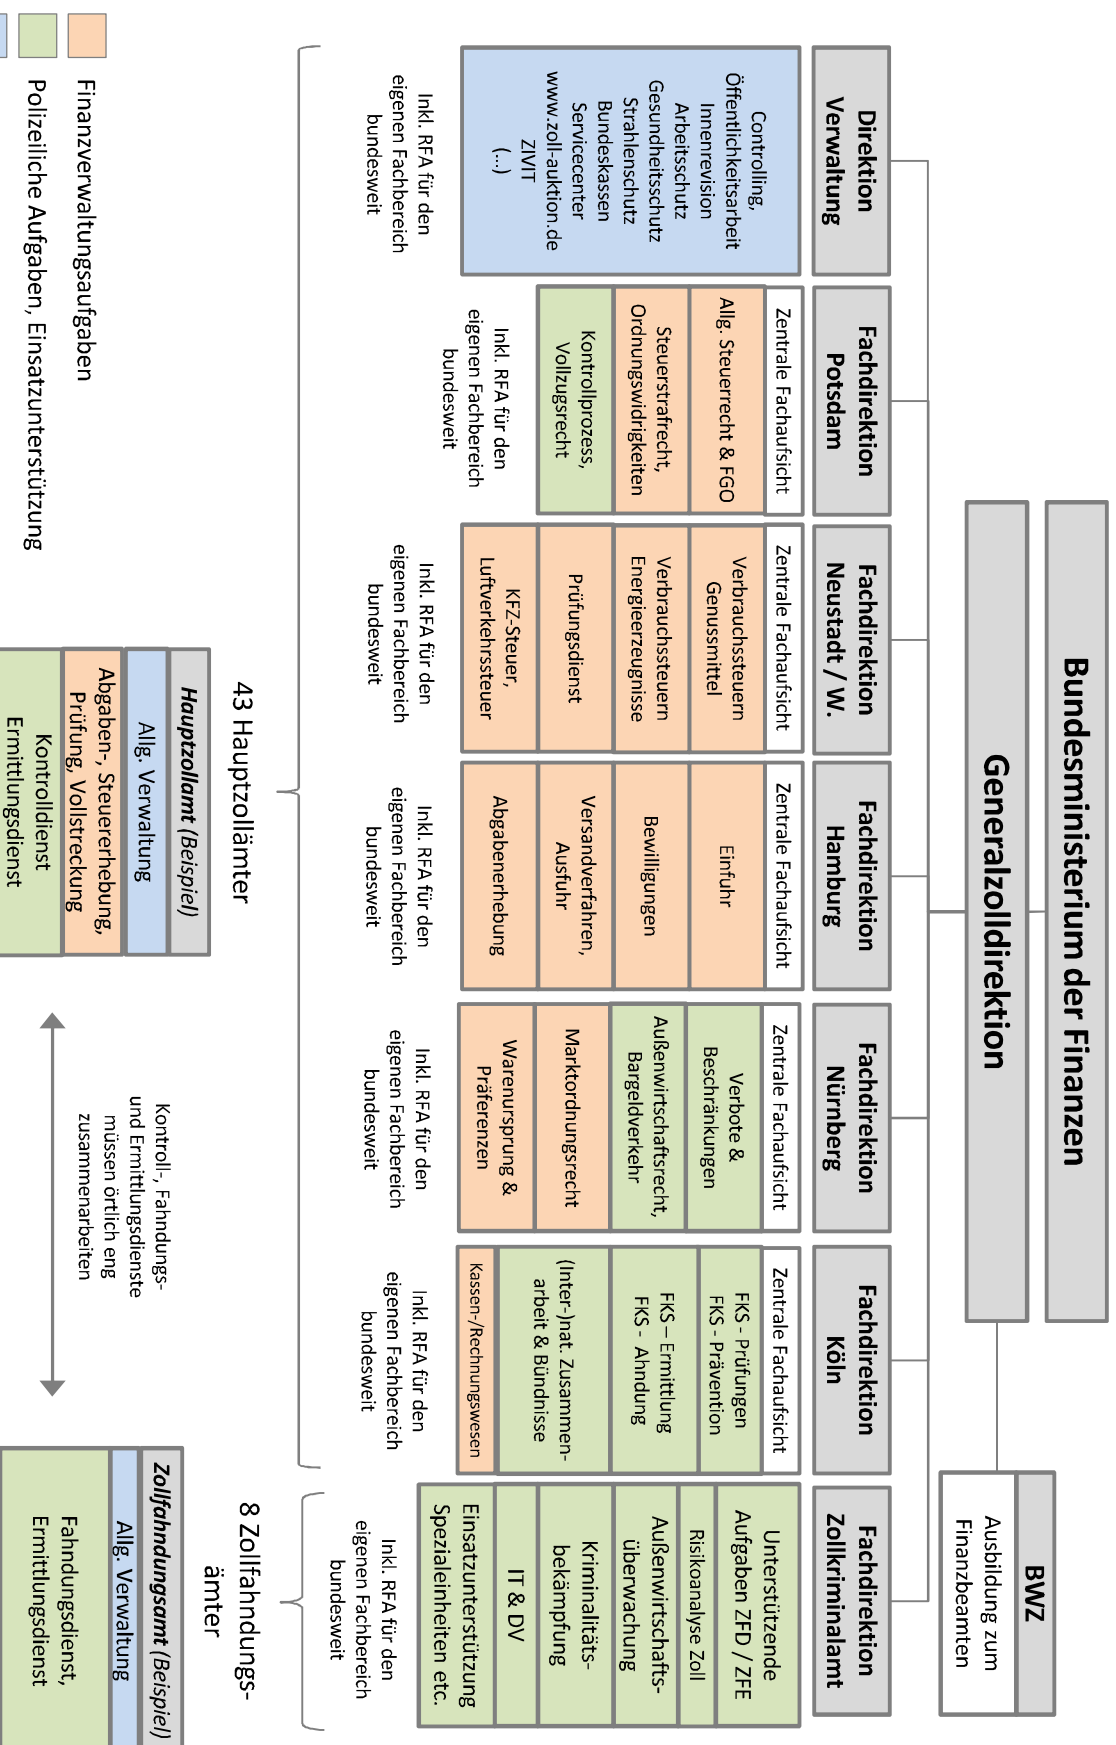 Bundesministerium der Finanzen
Generalzolldirektion
BWZ
Ausbildung zum
Finanzbeamten
Direktion
Verwaltung
Controlling,
Öffentlichkeitsarbeit
Innenrevision
Arbeitsschutz
Gesundheitsschutz
Strahlenschutz
Bundeskassen
Servicecenter
www.zoll-auktion.de
ZIVIT
(...)
Inkl. RFA für den
eigenen Fachbereich
bundesweit
Fachdirektion
Potsdam
Zentrale Fachaufsicht
Allg. Steuerrecht & FGO
Steuerstrafrecht,
Ordnungswidrigkeiten
Kontrollprozess,
Vollzugsrecht
Inkl. RFA für den
eigenen Fachbereich
bundesweit
Fachdirektion
Neustadt / W.
Zentrale Fachaufsicht
Verbrauchssteuern
Genussmittel
Verbrauchssteuern
Energieerzeugnisse
Prüfungsdienst
KFZ-Steuer,
Luftverkehrssteuer
Inkl. RFA für den
eigenen Fachbereich
bundesweit
Fachdirektion
Hamburg
Zentrale Fachaufsicht
Einfuhr
Bewilligungen
Versandverfahren,
Ausfuhr
Abgabenerhebung
Inkl. RFA für den
eigenen Fachbereich
bundesweit
Fachdirektion
Nürnberg
Zentrale Fachaufsicht
Verbote &
Beschränkungen
Außenwirtschaftsrecht,
Bargeldverkehr
Marktordnungsrecht
Warenursprung &
Präferenzen
Inkl. RFA für den
eigenen Fachbereich
bundesweit
Fachdirektion
Köln
Zentrale Fachaufsicht
FKS - Prüfungen
FKS - Prävention
FKS – Ermittlung
FKS - Ahndung
(Inter-)nat. Zusammen-
arbeit & Bündnisse
Kassen-/Rechnungswesen
Inkl. RFA für den
eigenen Fachbereich
bundesweit
Fachdirektion
Zollkriminalamt
Unterstützende
Aufgaben ZFD / ZFE
Risikoanalyse Zoll
Außenwirtschafts-
überwachung
Kriminalitäts-
bekämpfung
IT & DV
Einsatzunterstützung
Spezialeinheiten etc.
Inkl. RFA für den
eigenen Fachbereich
bundesweit
43 Hauptzollämter
Hauptzollamt (Beispiel)
Allg. Verwaltung
Abgaben-, Steuererhebung,
Prüfung, Vollstreckung
Kontrolldienst
Ermittlungsdienst
Kontroll-, Fahndungs-
und Ermittlungsdienste
müssen örtlich eng
zusammenarbeiten
8 Zollfahndungs-
ämter
Zollfahndungsamt (Beispiel)
Allg. Verwaltung
Fahndungsdienst,
Ermittlungsdienst
Finanzverwaltungsaufgaben
Polizeiliche Aufgaben, Einsatzunterstützung